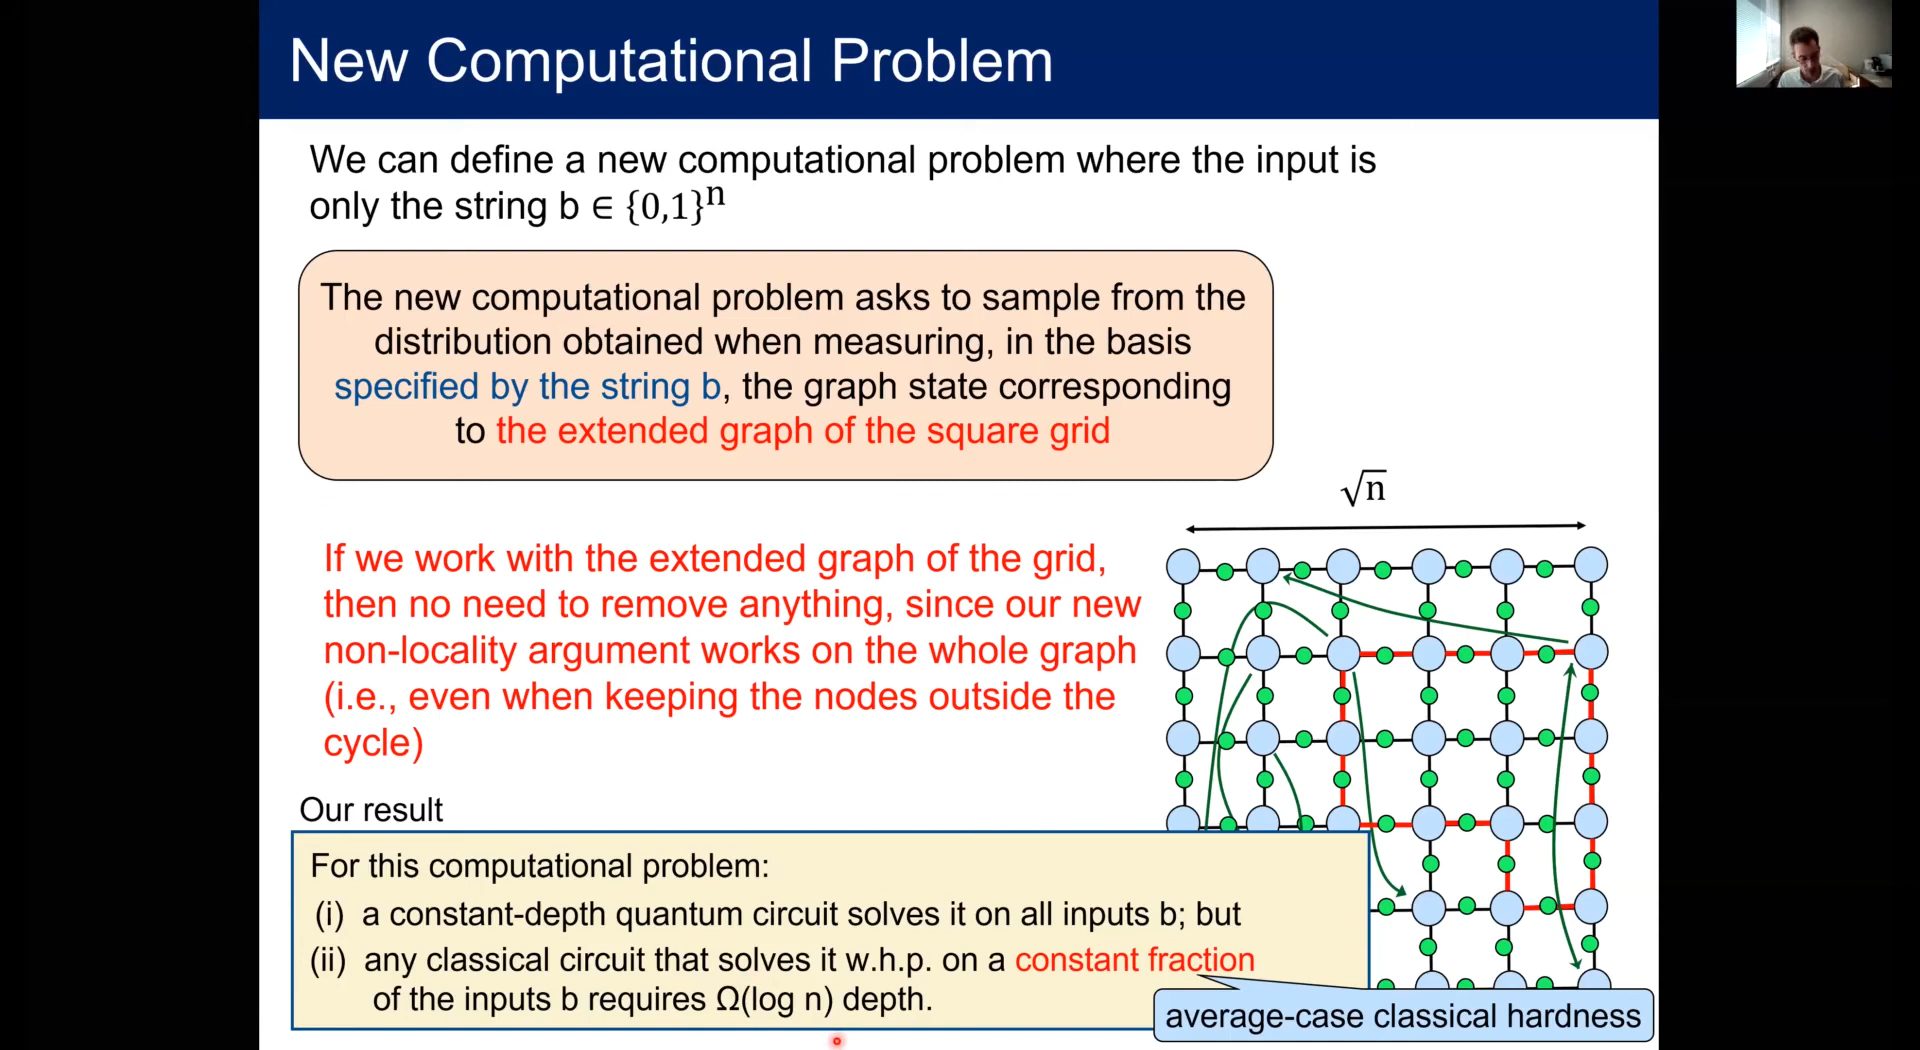 New Computational Problem
We can define a new computational problem where the input is
only the string b ∈ {0,1}ⁿ
The new computational problem asks to sample from the
distribution obtained when measuring, in the basis
specified by the string b, the graph state corresponding
to the extended graph of the square grid
√n
If we work with the extended graph of the grid,
then no need to remove anything, since our new
non-locality argument works on the whole graph
(i.e., even when keeping the nodes outside the
cycle)
Our result
For this computational problem:
(i) a constant-depth quantum circuit solves it on all inputs b; but
(ii) any classical circuit that solves it w.h.p. on a constant fraction
of the inputs b requires Ω(log n) depth.
average-case classical hardness